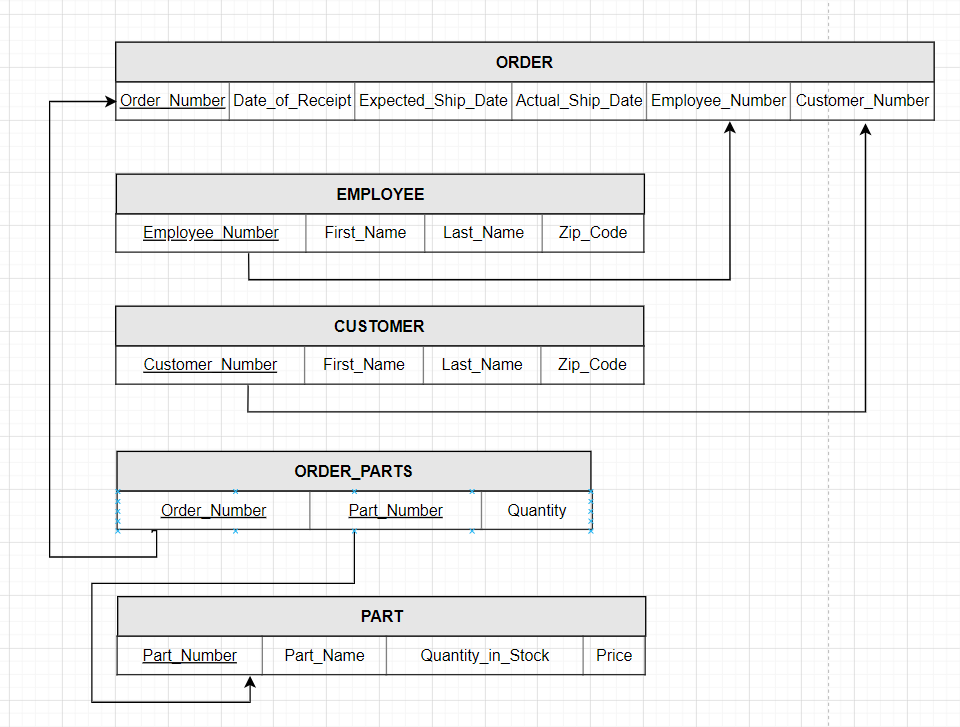 ORDER
Order_Number Date_of_Receipt Expected_Ship_Date Actual_Ship_Date Employee_Number Customer_Number
EMPLOYEE
Employee_Number First_Name Last_Name Zip_Code
CUSTOMER
Customer_Number First_Name Last_Name Zip_Code
ORDER_PARTS
Order_Number Part_Number Quantity
PART
Part_Number Part_Name Quantity_in_Stock Price